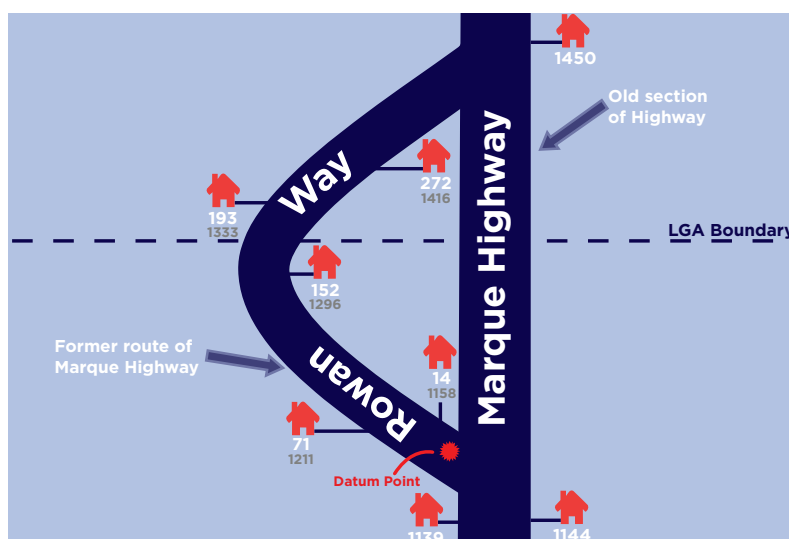 1450
Old section
of Highway
Way
272
1416
193
1333
LGA Boundary
Marque Highway
152
1296
Former route of
Marque Highway
14
1158
Rowan
71
1211
Datum Point
1139
1144